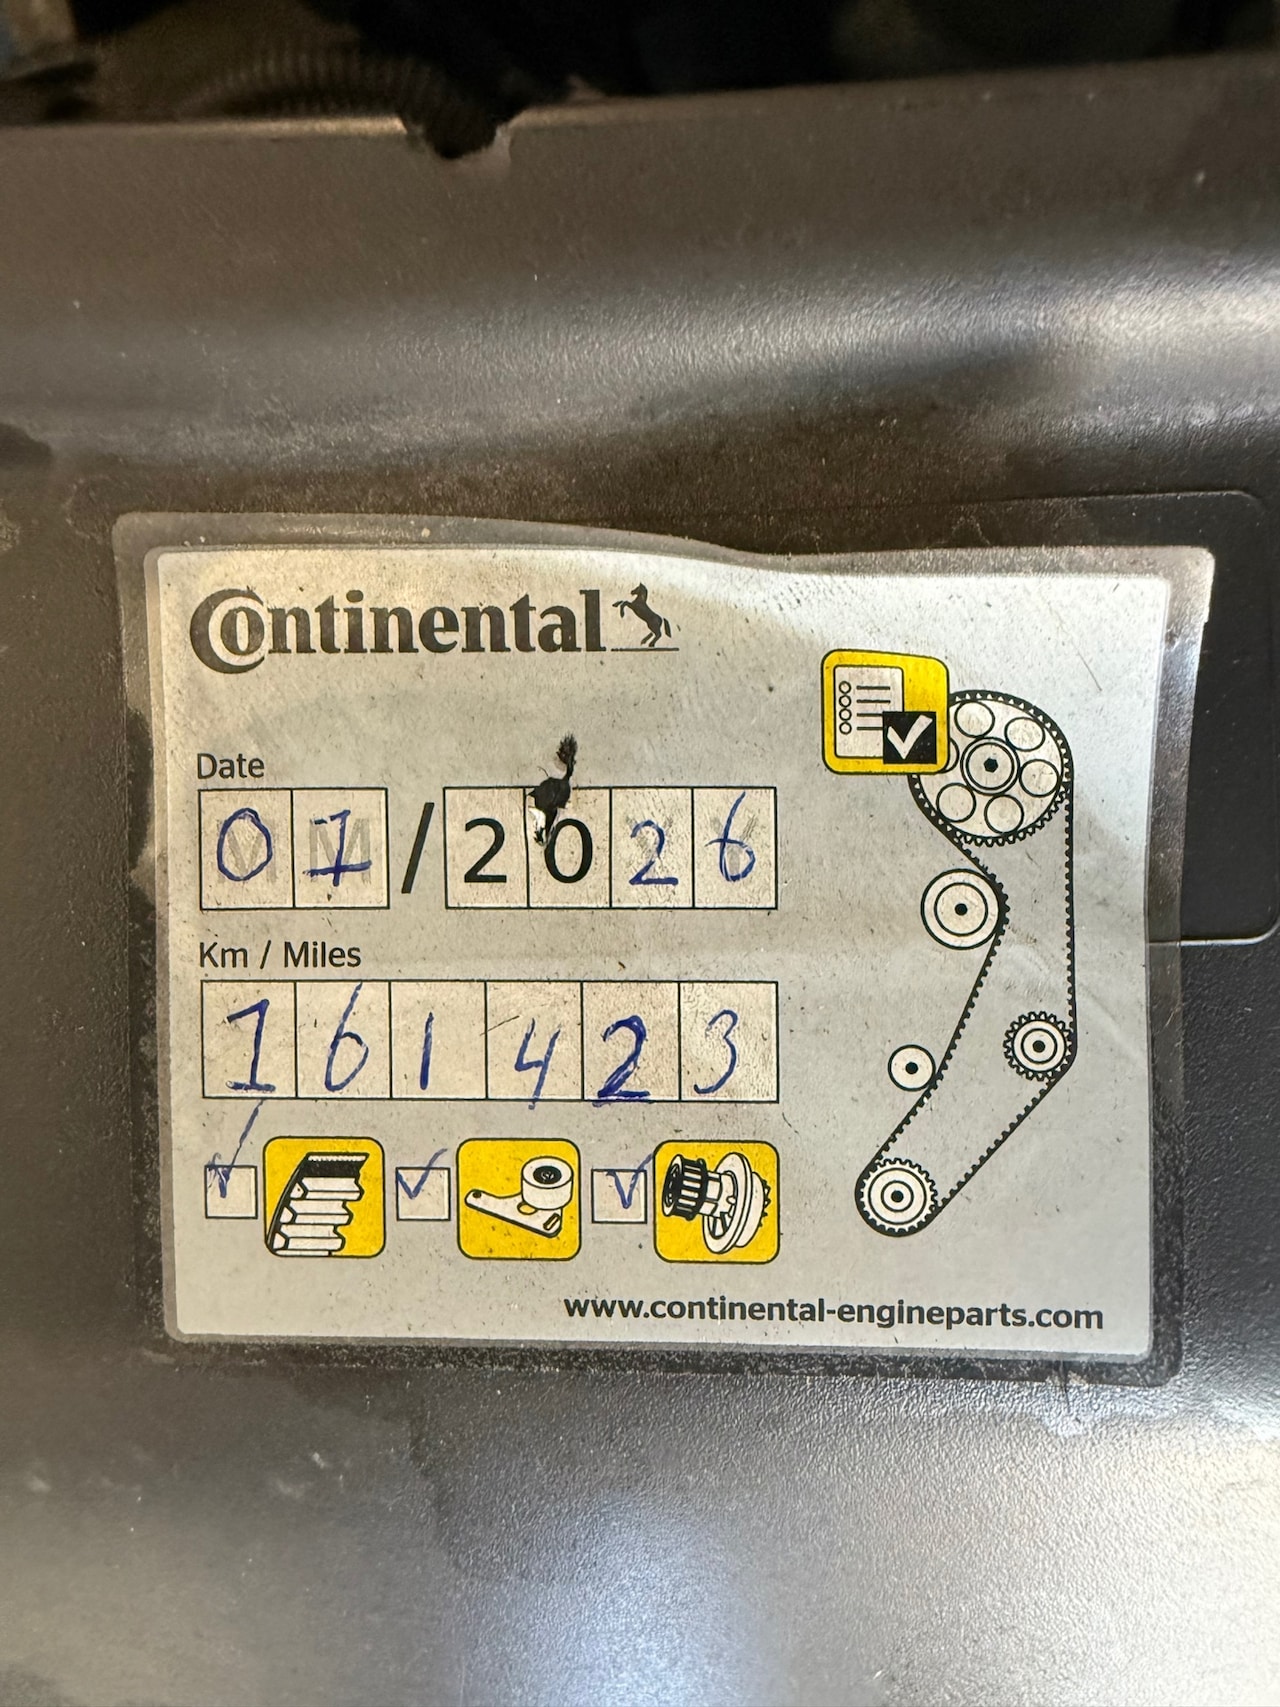 Continental
Date
07/2026
Km / Miles
161423
www.continental-engineparts.com